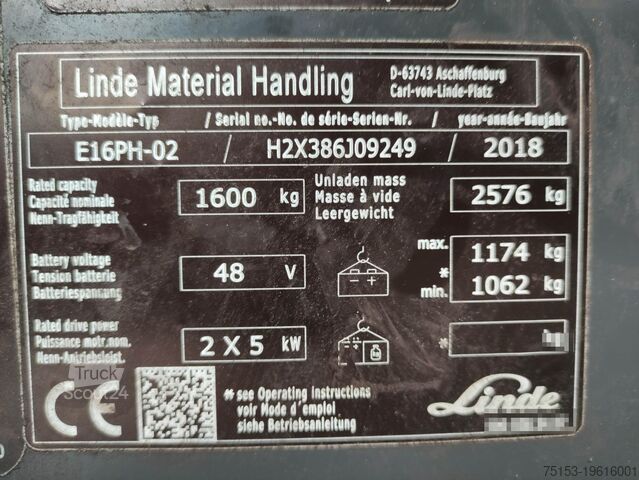 Linde Material Handling
D-63743 Aschaffenburg
Carl-von-Linde-Platz
Type-Modèle-Typ / Serial no.-No. de série-Serien-Nr. / year-année-Baujahr
E16PH-02 / H2X386J09249 / 2018
Rated capacity
Capacité nominale
Nenn-Tragfähigkeit
1600 kg
Unladen mass
Masse à vide
Leergewicht
2576 kg
Battery voltage
Tension batterie
Batteriespannung
48 V
max. 1174 kg
*
min. 1062 kg
Rated drive power
Puissance motr.nom.
Nenn-Antriebsleist.
2 X 5 kW
* kg
CE
* see Operating instructions
voir Mode d'emploi
siehe Betriebsanleitung
Linde
Truck
Scout24
75153-19616001